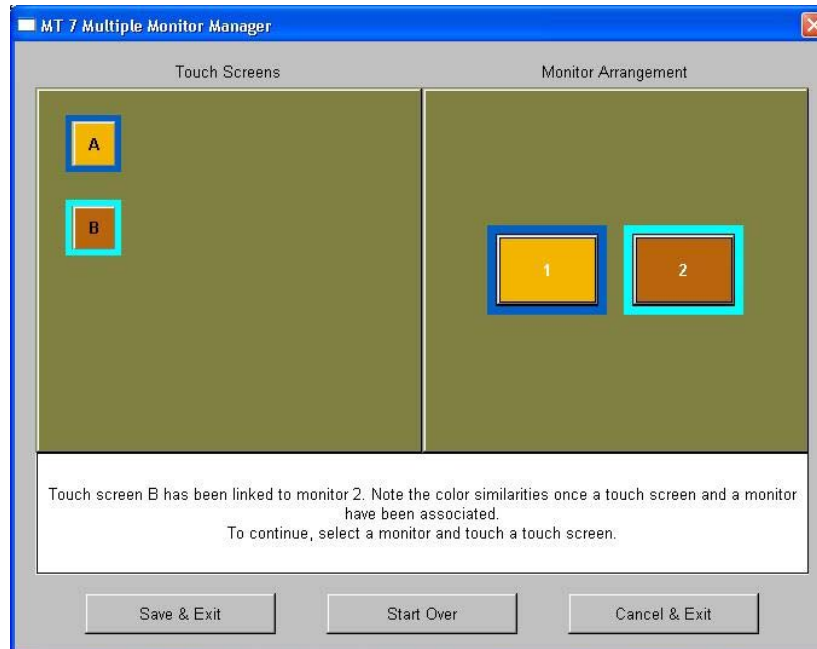 MT 7 Multiple Monitor Manager
Touch Screens
Monitor Arrangement
A
B
1
2
Touch screen B has been linked to monitor 2. Note the color similarities once a touch screen and a monitor
have been associated.
To continue, select a monitor and touch a touch screen.
Save & Exit
Start Over
Cancel & Exit